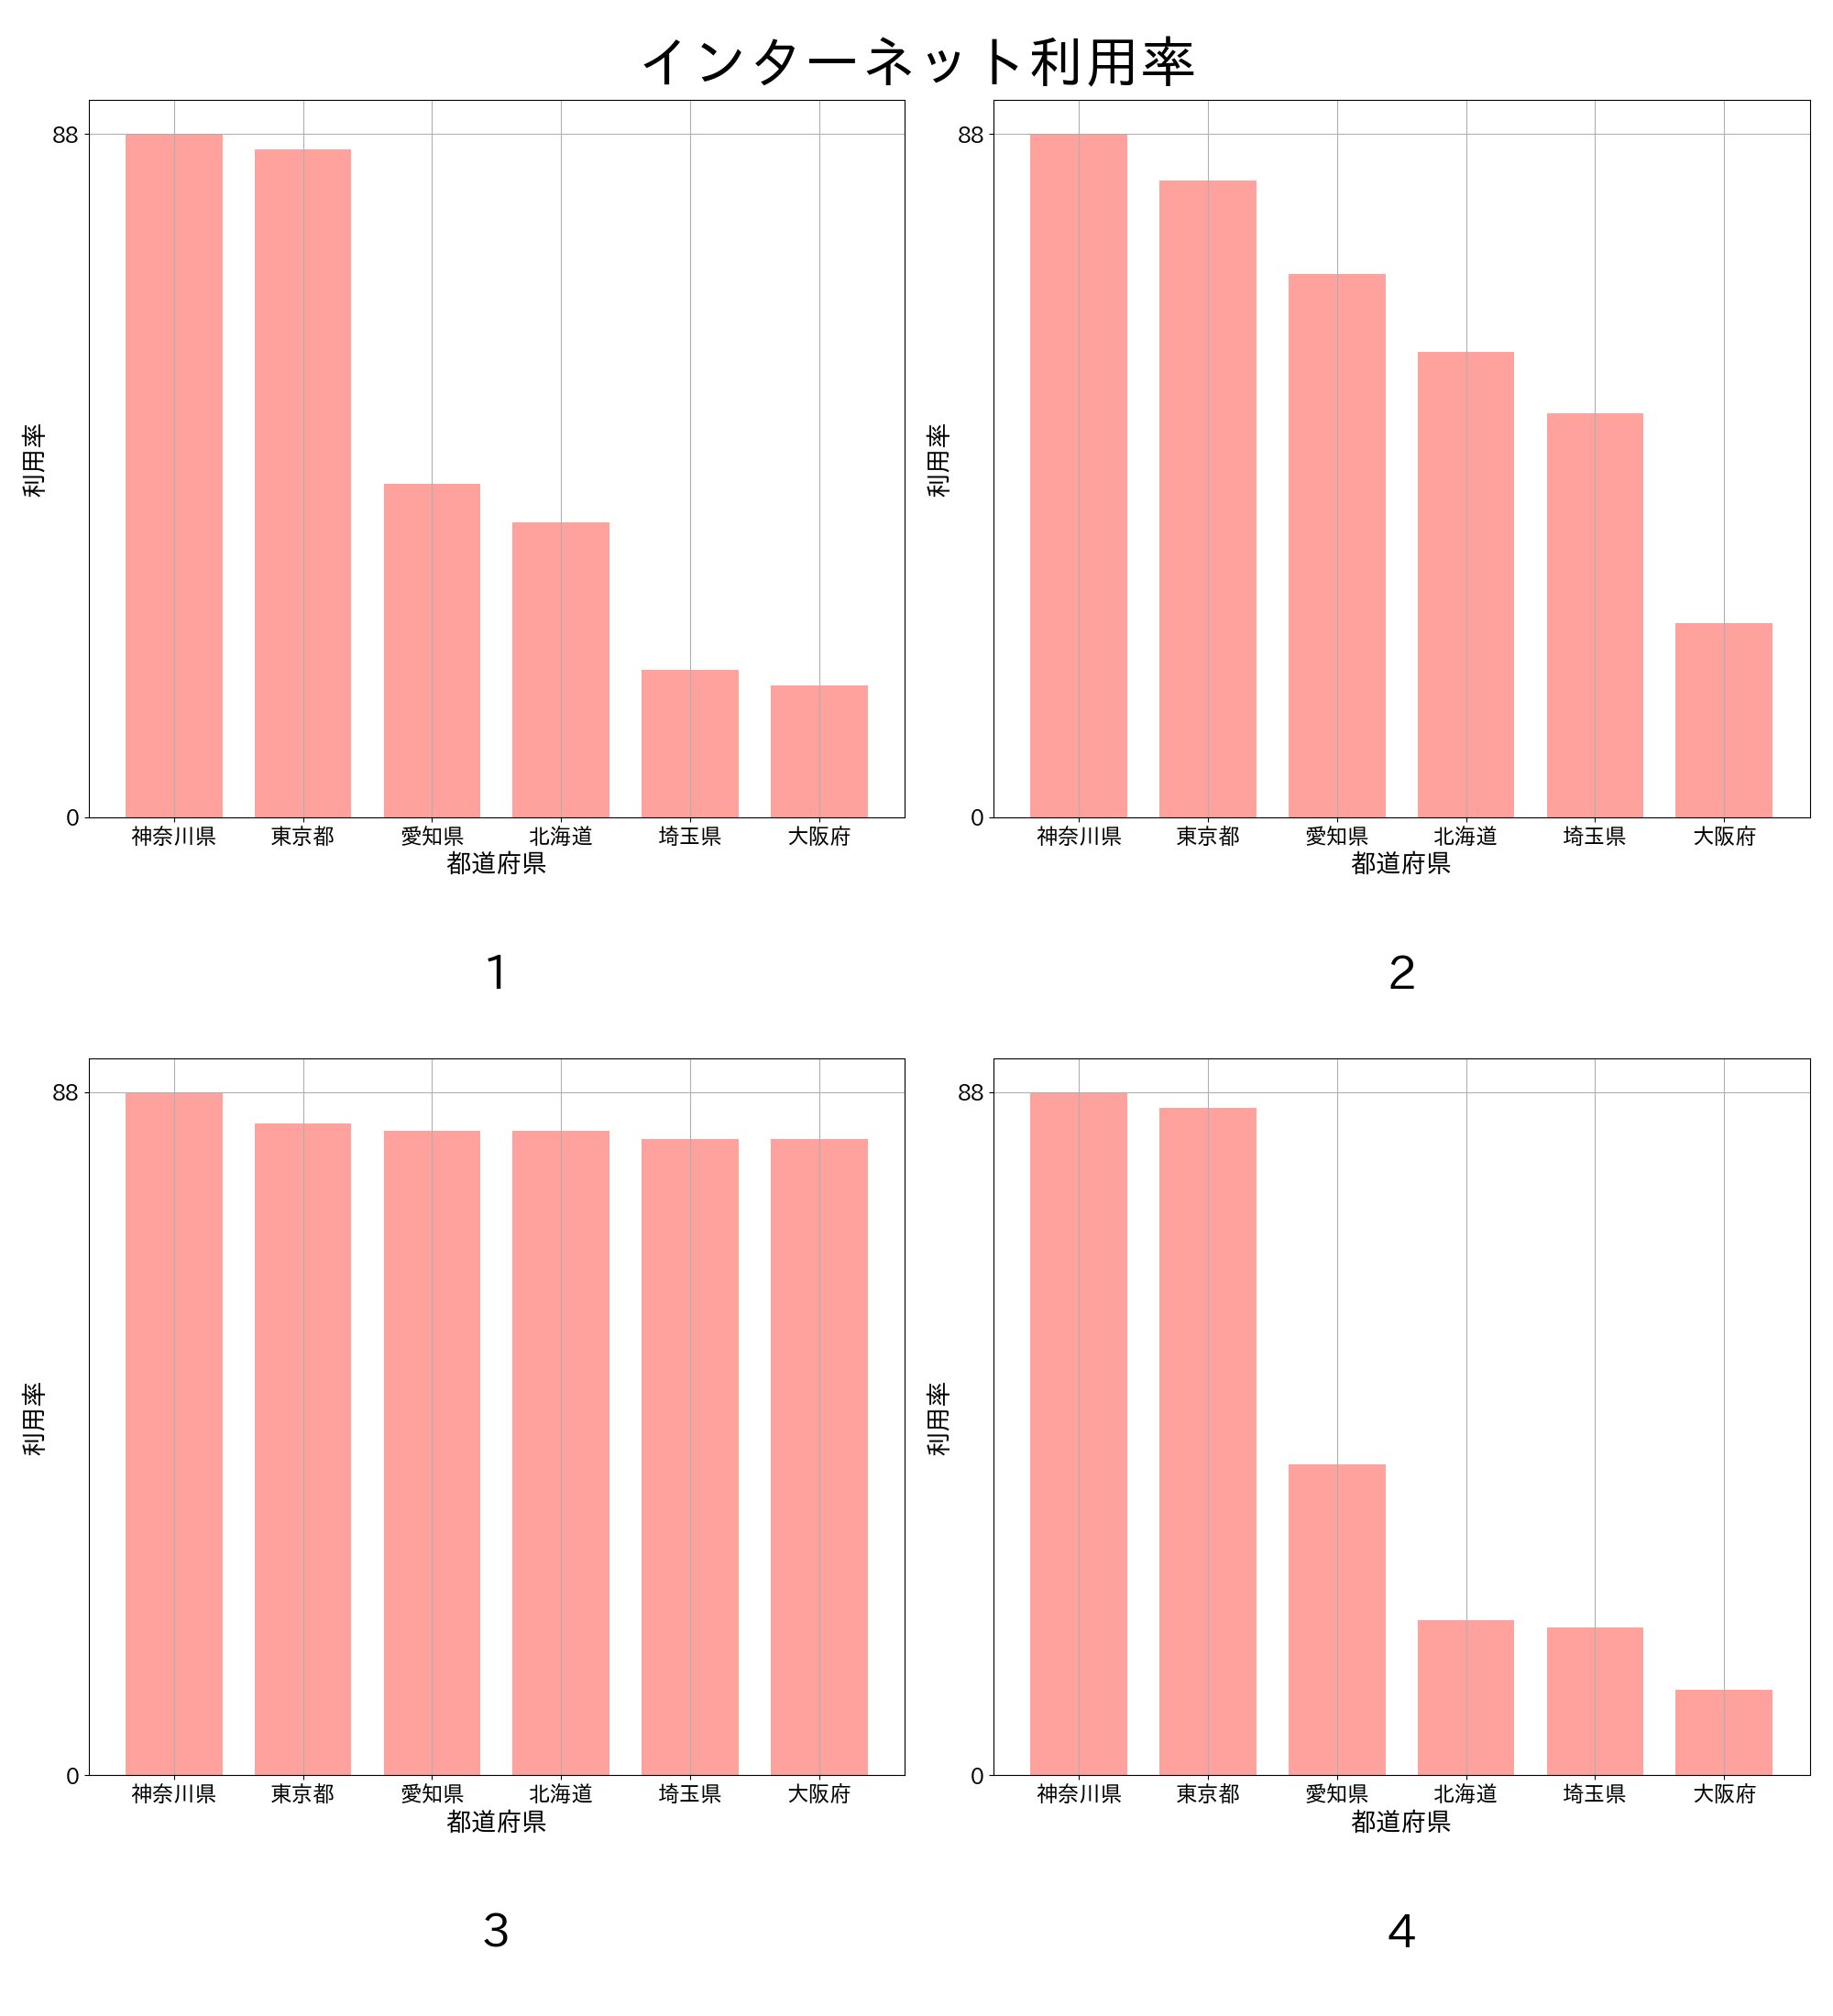 インターネット利用率
88
0
利用率
神奈川県 東京都 愛知県 北海道 埼玉県 大阪府
都道府県
1
88
0
利用率
神奈川県 東京都 愛知県 北海道 埼玉県 大阪府
都道府県
2
88
0
利用率
神奈川県 東京都 愛知県 北海道 埼玉県 大阪府
都道府県
3
88
0
利用率
神奈川県 東京都 愛知県 北海道 埼玉県 大阪府
都道府県
4